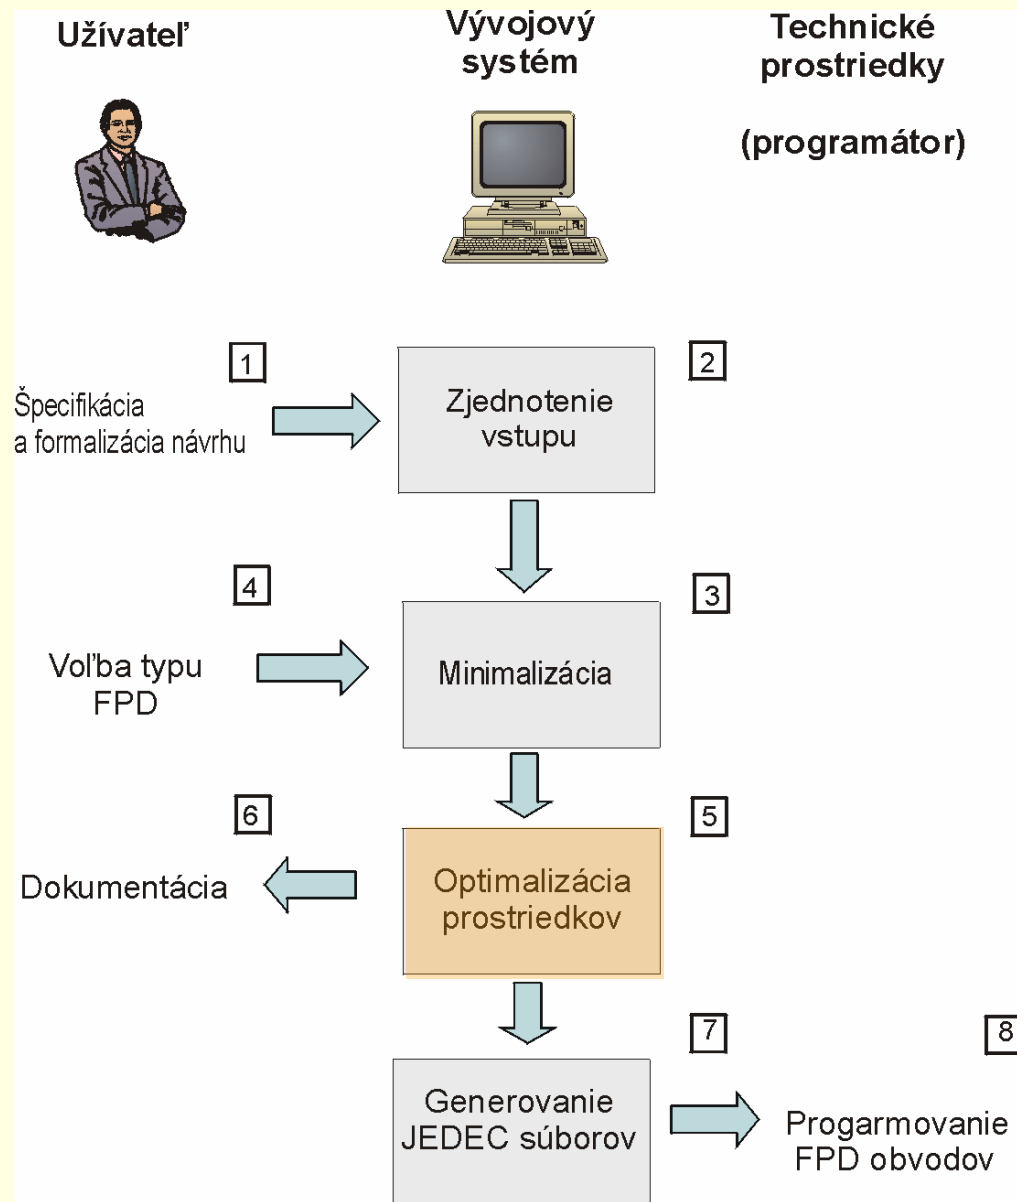 Užívateľ
Vývojový
systém
Technické
prostriedky
(programátor)
1
Špecifikácia
a formalizácia návrhu
Zjednotenie
vstupu
2
4
Voľba typu
FPD
Minimalizácia
3
6
Dokumentácia
Optimalizácia
prostriedkov
5
Generovanie
JEDEC súborov
7
8
Progarmovanie
FPD obvodov